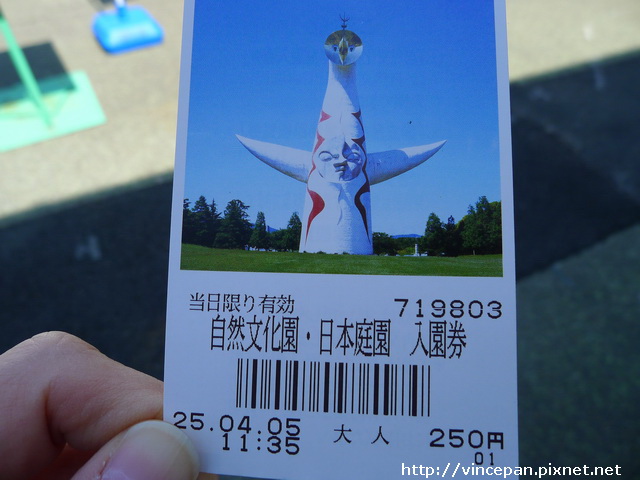 当日限り有効 719803
自然文化園・日本庭園 入園券
25.04.05 大人 250円
11:35 01
http://vincepan.pixnet.net